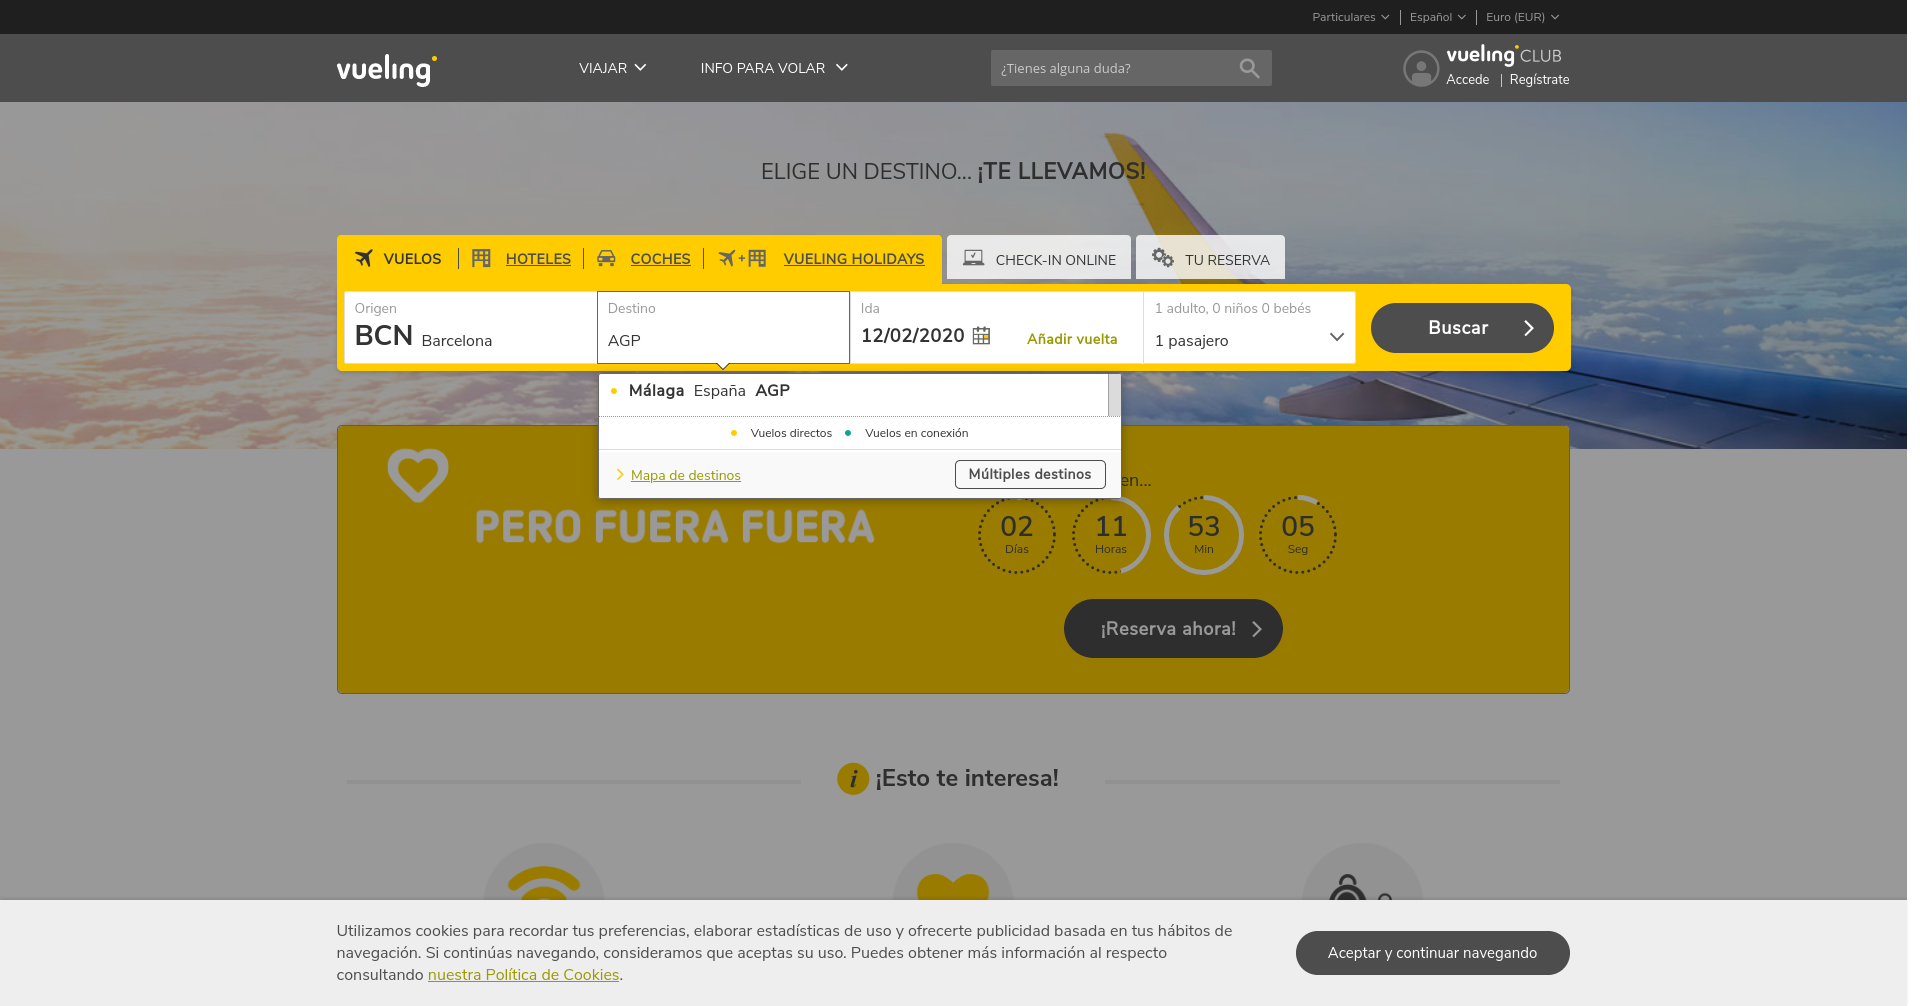 Particulares
Español
Euro (EUR)
vueling
VIAJAR
INFO PARA VOLAR
¿Tienes alguna duda?
vueling CLUB
Accede | Regístrate
ELIGE UN DESTINO... ¡TE LLEVAMOS!
VUELOS
HOTELES
COCHES
+
VUELING HOLIDAYS
CHECK-IN ONLINE
TU RESERVA
Origen
BCN Barcelona
Destino
AGP
Ida
12/02/2020
Añadir vuelta
1 adulto, 0 niños 0 bebés
1 pasajero
Buscar
Málaga España AGP
Vuelos directos
Vuelos en conexión
Mapa de destinos
Múltiples destinos
en...
PERO FUERA FUERA
02
Días
11
Horas
53
Min
05
Seg
¡Reserva ahora!
i ¡Esto te interesa!
Utilizamos cookies para recordar tus preferencias, elaborar estadísticas de uso y ofrecerte publicidad basada en tus hábitos de
navegación. Si continúas navegando, consideramos que aceptas su uso. Puedes obtener más información al respecto
consultando nuestra Política de Cookies.
Aceptar y continuar navegando